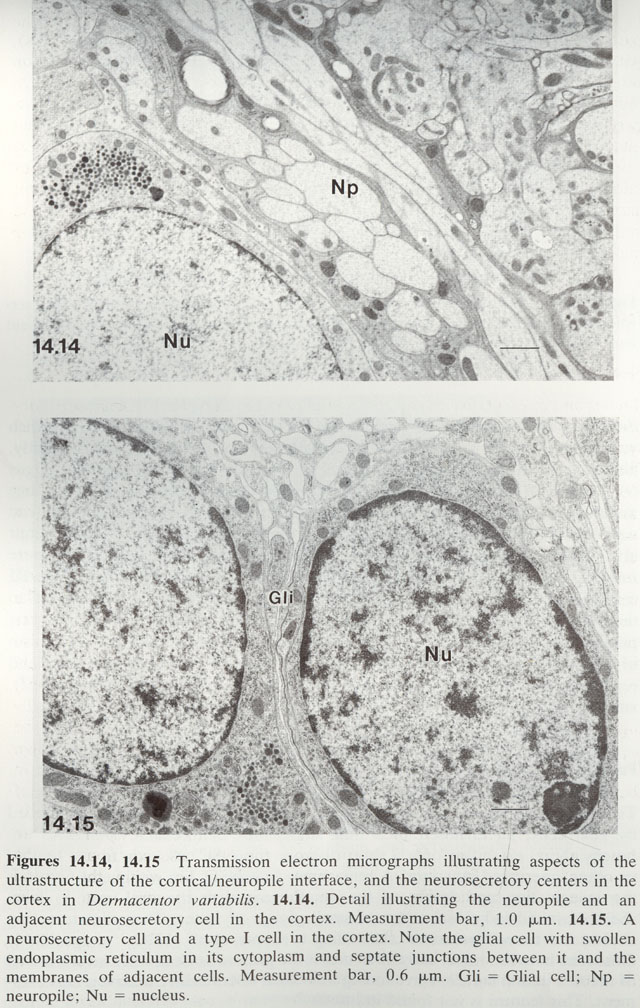 Np
14.14
Nu
Gli
Nu
14.15
Figures 14.14, 14.15 Transmission electron micrographs illustrating aspects of the
ultrastructure of the cortical/neuropile interface, and the neurosecretory centers in the
cortex in Dermacentor variabilis. 14.14. Detail illustrating the neuropile and an
adjacent neurosecretory cell in the cortex. Measurement bar, 1.0 μm. 14.15. A
neurosecretory cell and a type I cell in the cortex. Note the glial cell with swollen
endoplasmic reticulum in its cytoplasm and septate junctions between it and the
membranes of adjacent cells. Measurement bar, 0.6 μm. Gli = Glial cell; Np =
neuropile; Nu = nucleus.